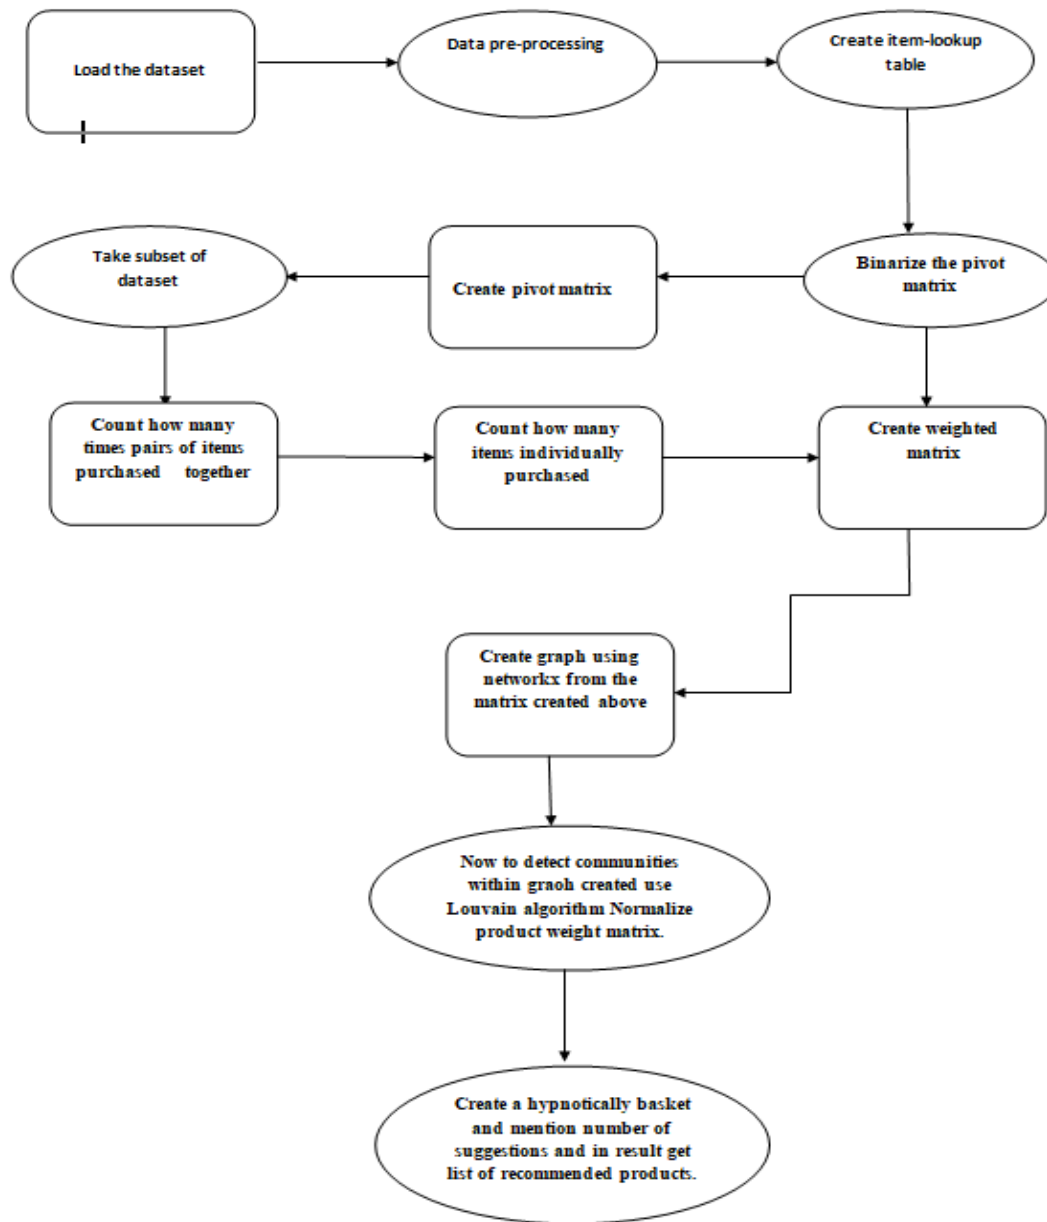 Load the dataset
Data pre-processing
Create item-lookup
table
Take subset of
dataset
Create pivot matrix
Binarize the pivot
matrix
Count how many
times pairs of items
purchased together
Count how many
items individually
purchased
Create weighted
matrix
Create graph using
networkx from the
matrix created above
Now to detect communities
within graoh created use
Louvain algorithm Normalize
product weight matrix.
Create a hypnotically basket
and mention number of
suggestions and in result get
list of recommended products.